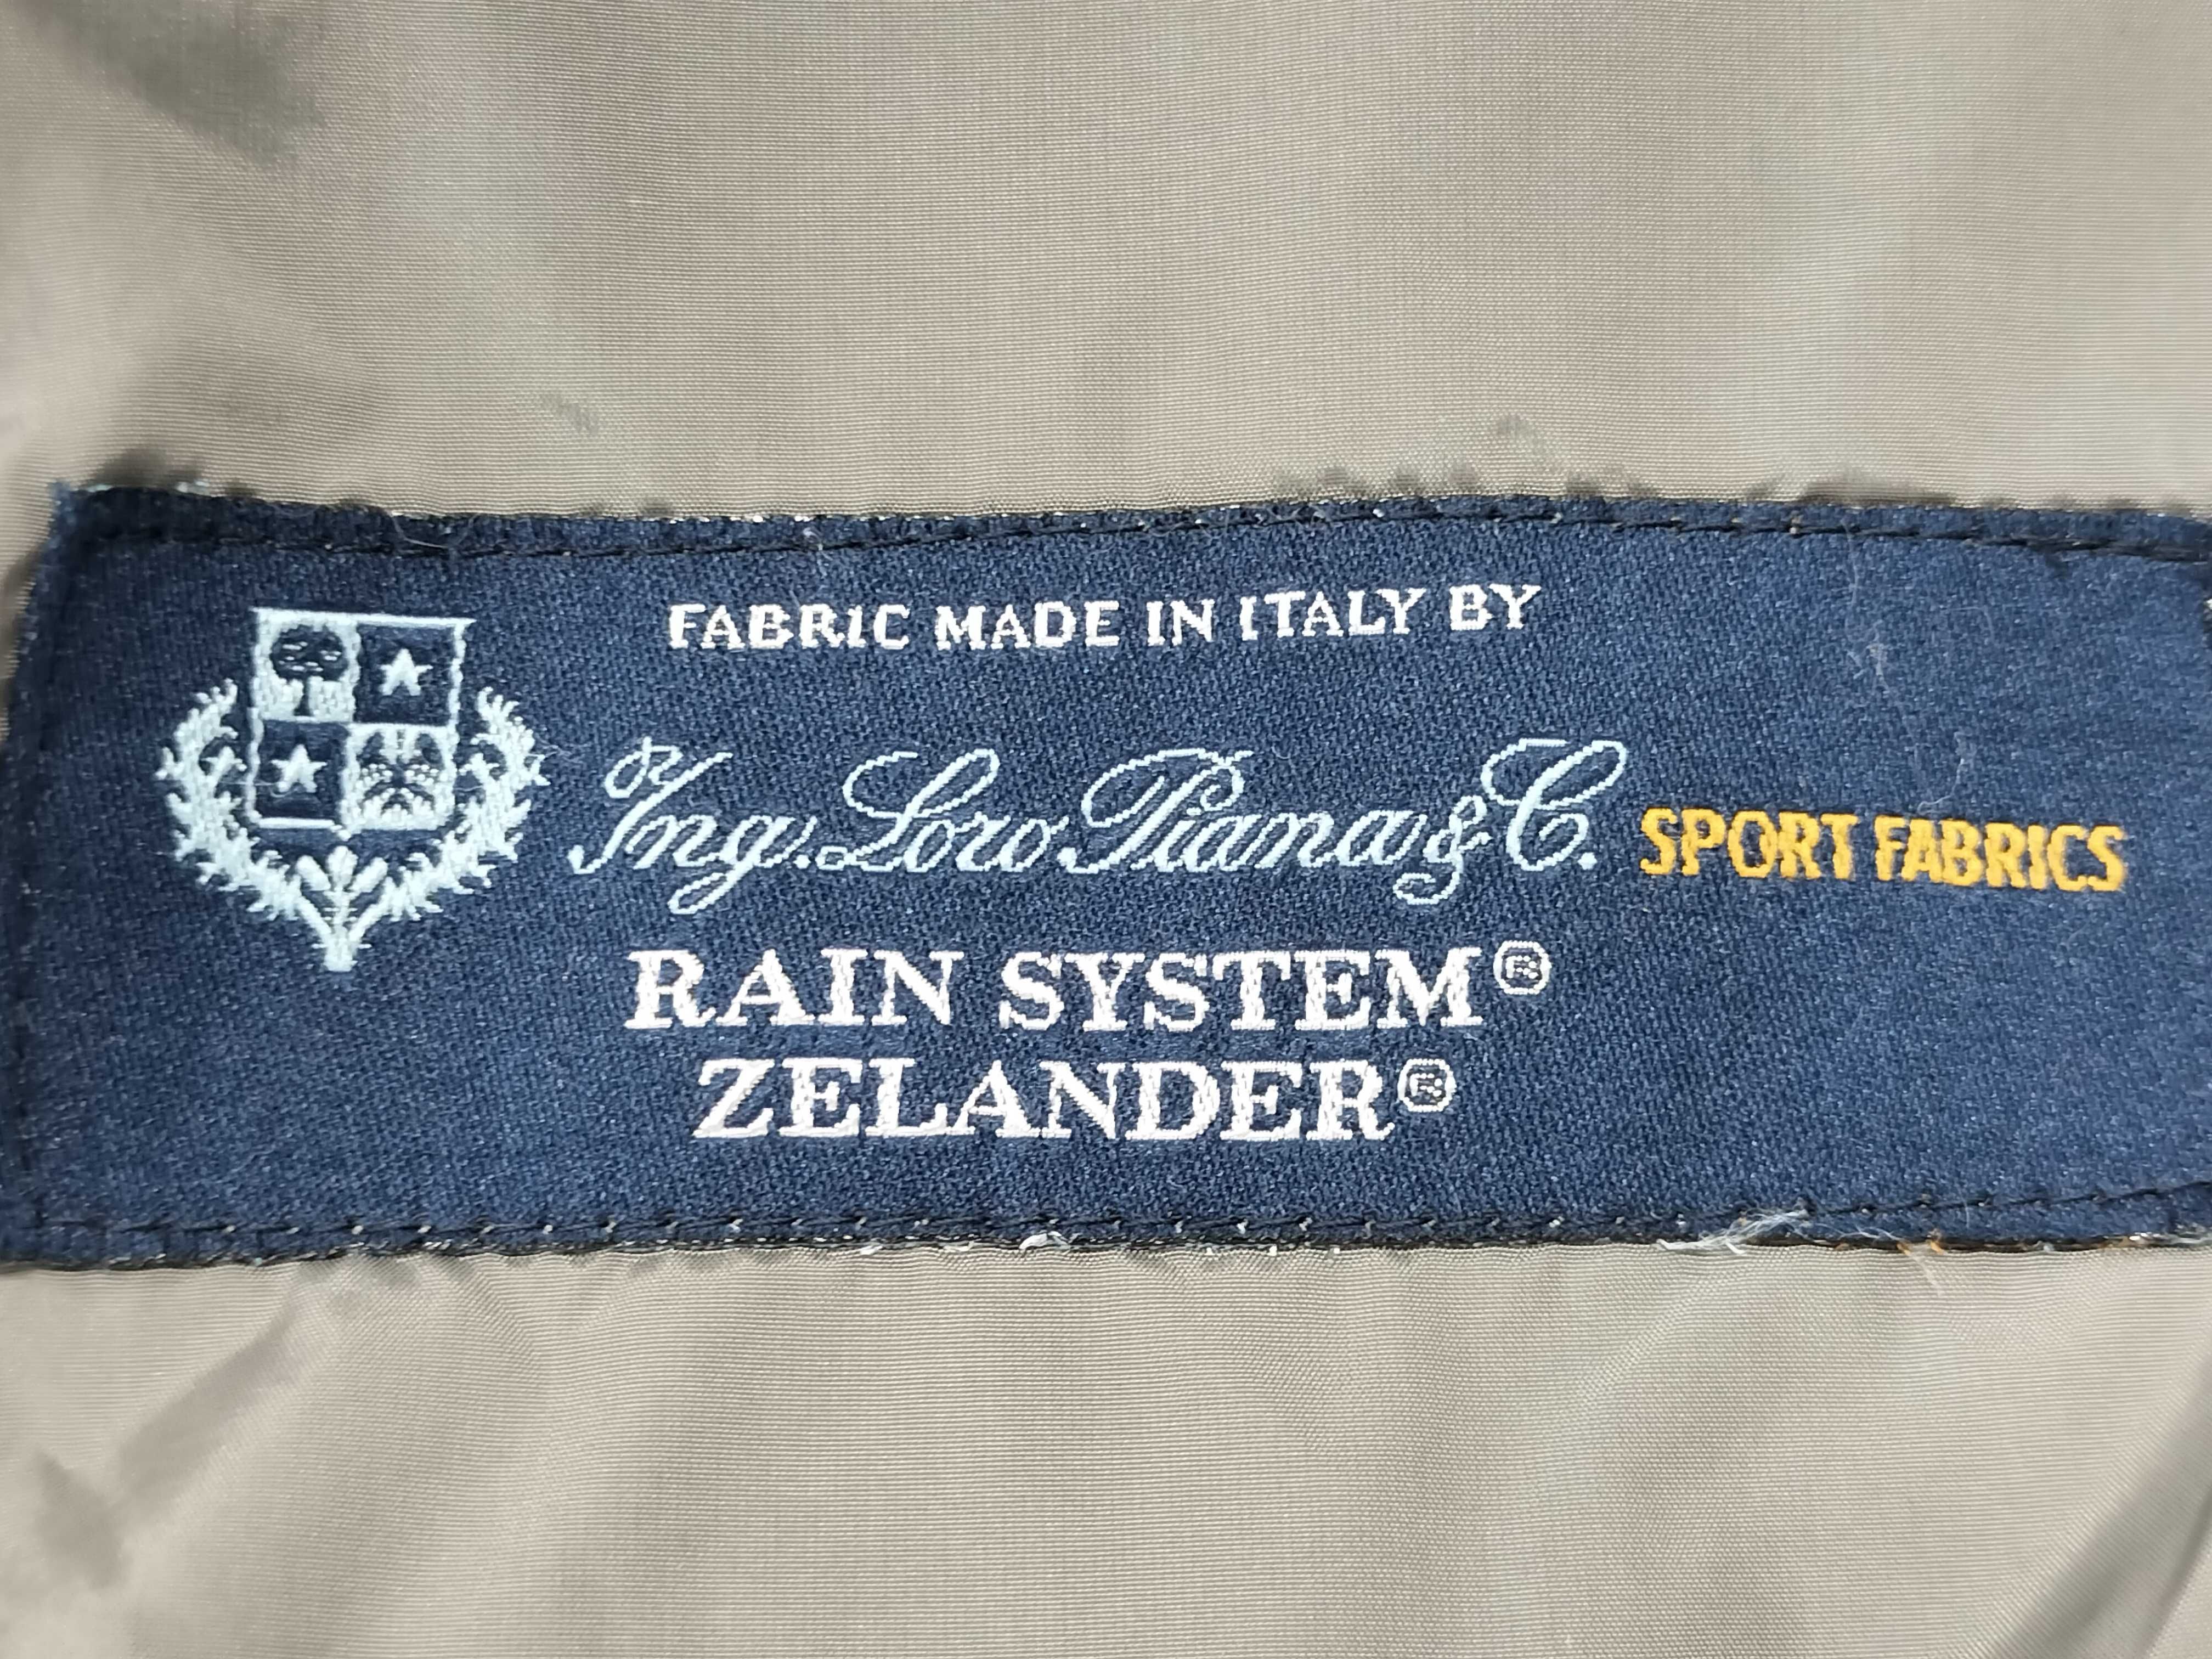 FABRIC MADE IN ITALY BY
Ing. Loro Piana & C. SPORT FABRICS
RAIN SYSTEM®
ZELANDER®